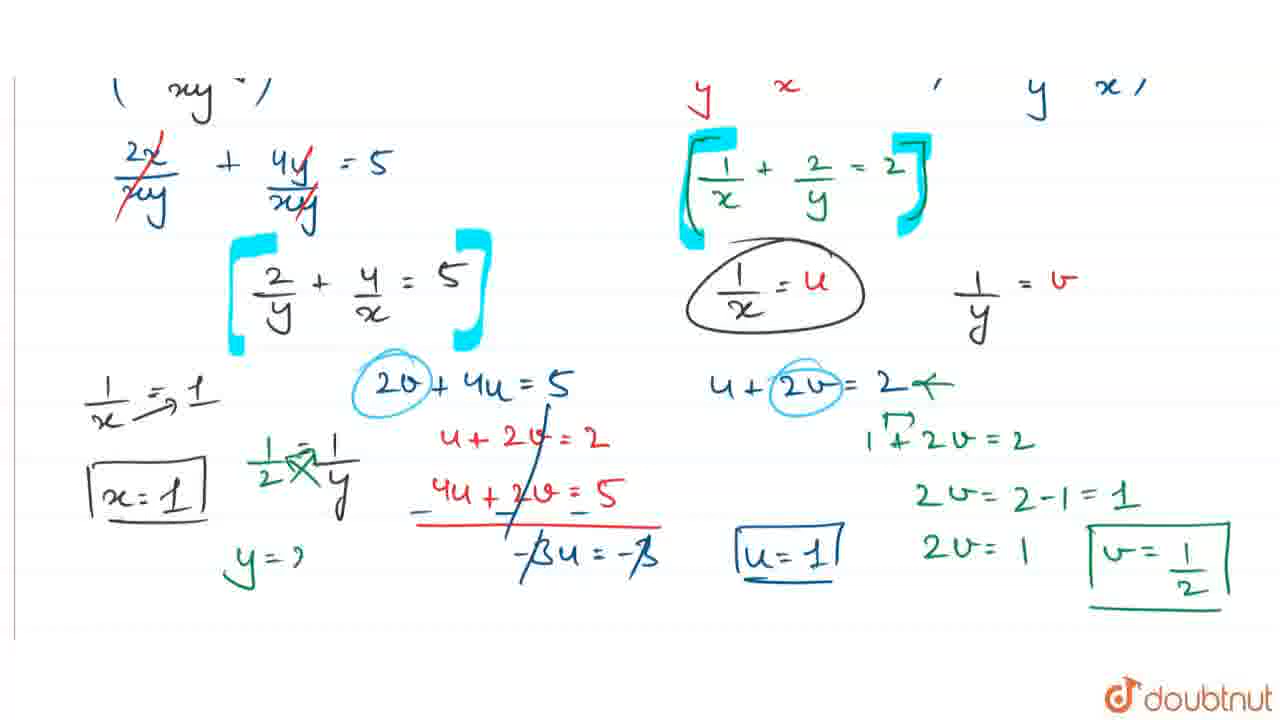 xy
y x y x
2x/xy + 4y/xy = 5
1/x + 2/y = 2
2/y + 4/x = 5
1/x = u 1/y = v
1/x = 1
2v + 4u = 5
u + 2v = 2
x = 1
1/2 = 1/y
u + 2v = 2
4u + 2v = 5
-3u = -3
u = 1
1 + 2v = 2
2v = 2 - 1 = 1
2v = 1
v = 1/2
y =
doubtnut